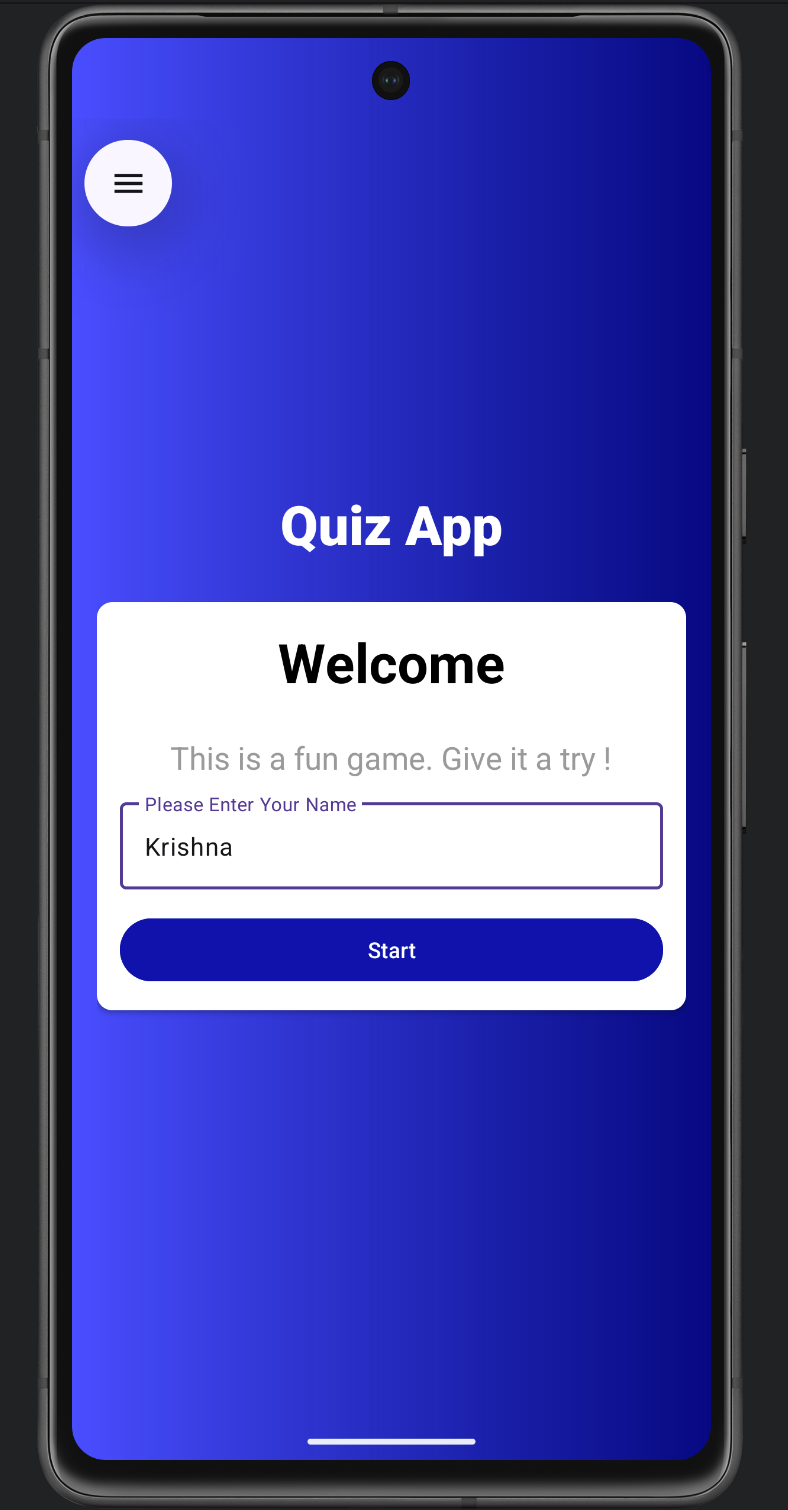 Quiz App
Welcome
This is a fun game. Give it a try !
Please Enter Your Name
Krishna
Start